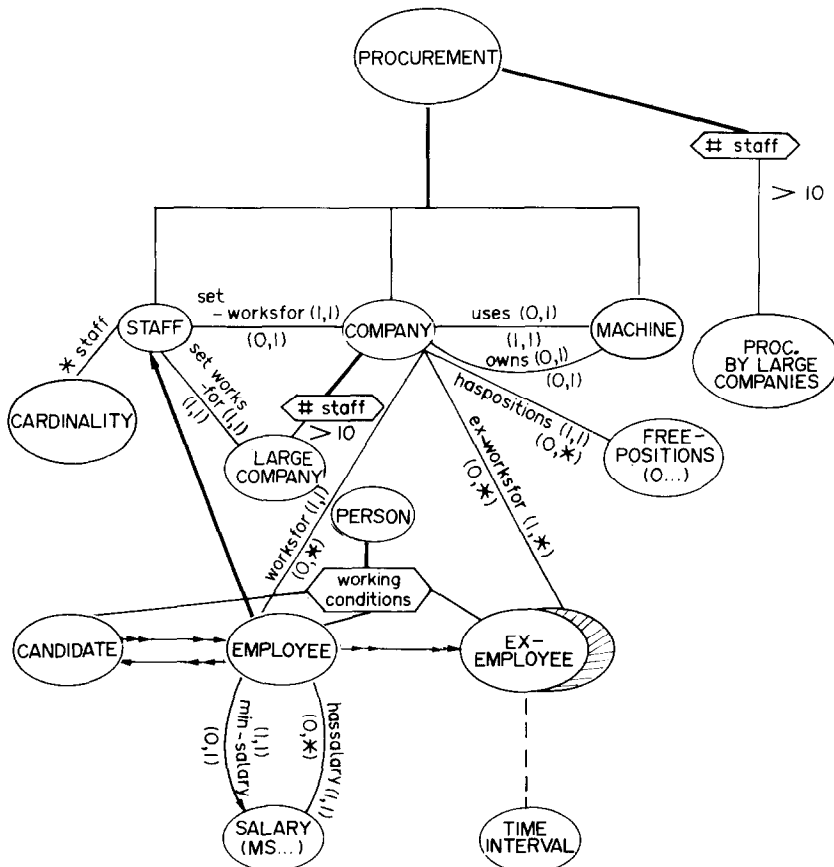 PROCUREMENT
# staff
> 10
STAFF
set
-worksfor (1,1)
(0,1)
COMPANY
uses (0,1)
(1,1)
owns (0,1)
(0,1)
MACHINE
PROC.
BY LARGE
COMPANIES
* staff
CARDINALITY
set works
-for (1,1)
(1,1)
# staff
> 10
LARGE
COMPANY
haspositions (1,1)
(0,*)
FREE-
POSITIONS
(0...)
ex-worksfor (1,*)
(0,*)
worksfor (1,1)
(0,*)
PERSON
working
conditions
CANDIDATE
EMPLOYEE
EX-
EMPLOYEE
min-salary
(1,1)
(0,1)
hassalary (1,1)
(0,*)
SALARY
(MS...)
TIME
INTERVAL